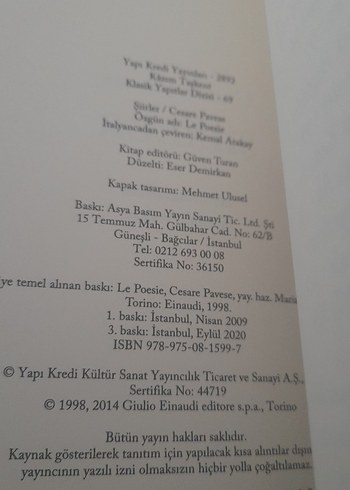 Yapı Kredi Yayınları - 2893
Kâzım Taşkent
Klasik Yapıtlar Dizisi - 69
Şiirler / Cesare Pavese
Özgün adı: Le Poesie
İtalyancadan çeviren: Kemal Atakay
Kitap editörü: Güven Turan
Düzelti: Eser Demirkan
Kapak tasarımı: Mehmet Ulusel
Baskı: Asya Basım Yayın Sanayi Tic. Ltd. Şti
15 Temmuz Mah. Gülbahar Cad. No: 62/B
Güneşli - Bağcılar / İstanbul
Tel: 0212 693 00 08
Sertifika No: 36150
ye temel alınan baskı: Le Poesie, Cesare Pavese, yay. haz.
Torino: Einaudi, 1998.
1. baskı: İstanbul, Nisan 2009
3. baskı: İstanbul, Eylül 2020
ISBN 978-975-08-1599-7
© Yapı Kredi Kültür Sanat Yayıncılık Ticaret ve Sanayi A.Ş.,
Sertifika No: 44719
© 1998, 2014 Giulio Einaudi editore s.p.a., Torino
Bütün yayın hakları saklıdır.
Kaynak gösterilerek tanıtım için yapılacak kısa alıntılar dışın
yayıncının yazılı izni olmaksızın hiçbir yolla çoğaltılamaz.